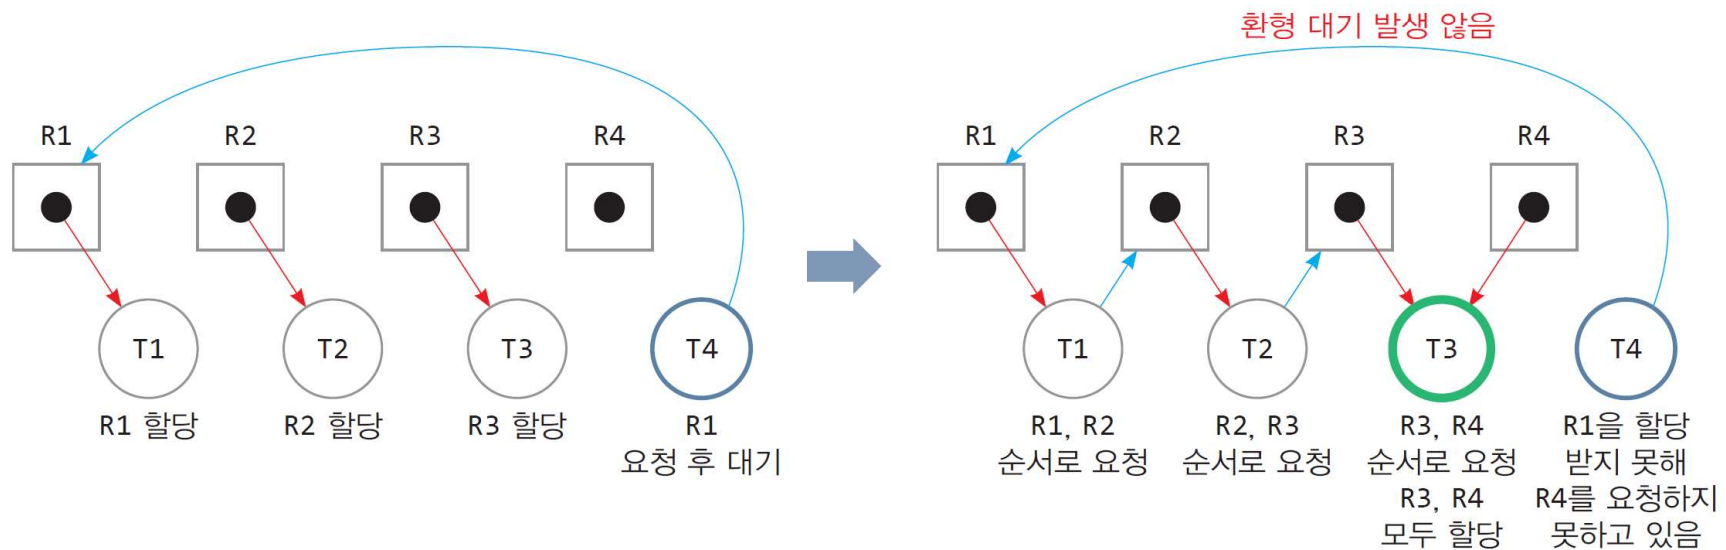 환형 대기 발생 않음
R1
R2
R3
R4
T1
T2
T3
T4
R1 할당
R2 할당
R3 할당
R1
요청 후 대기
R1
R2
R3
R4
T1
T2
T3
T4
R1, R2
순서로 요청
R2, R3
순서로 요청
R3, R4
순서로 요청
R3, R4
모두 할당
R1을 할당
받지 못해
R4를 요청하지
못하고 있음